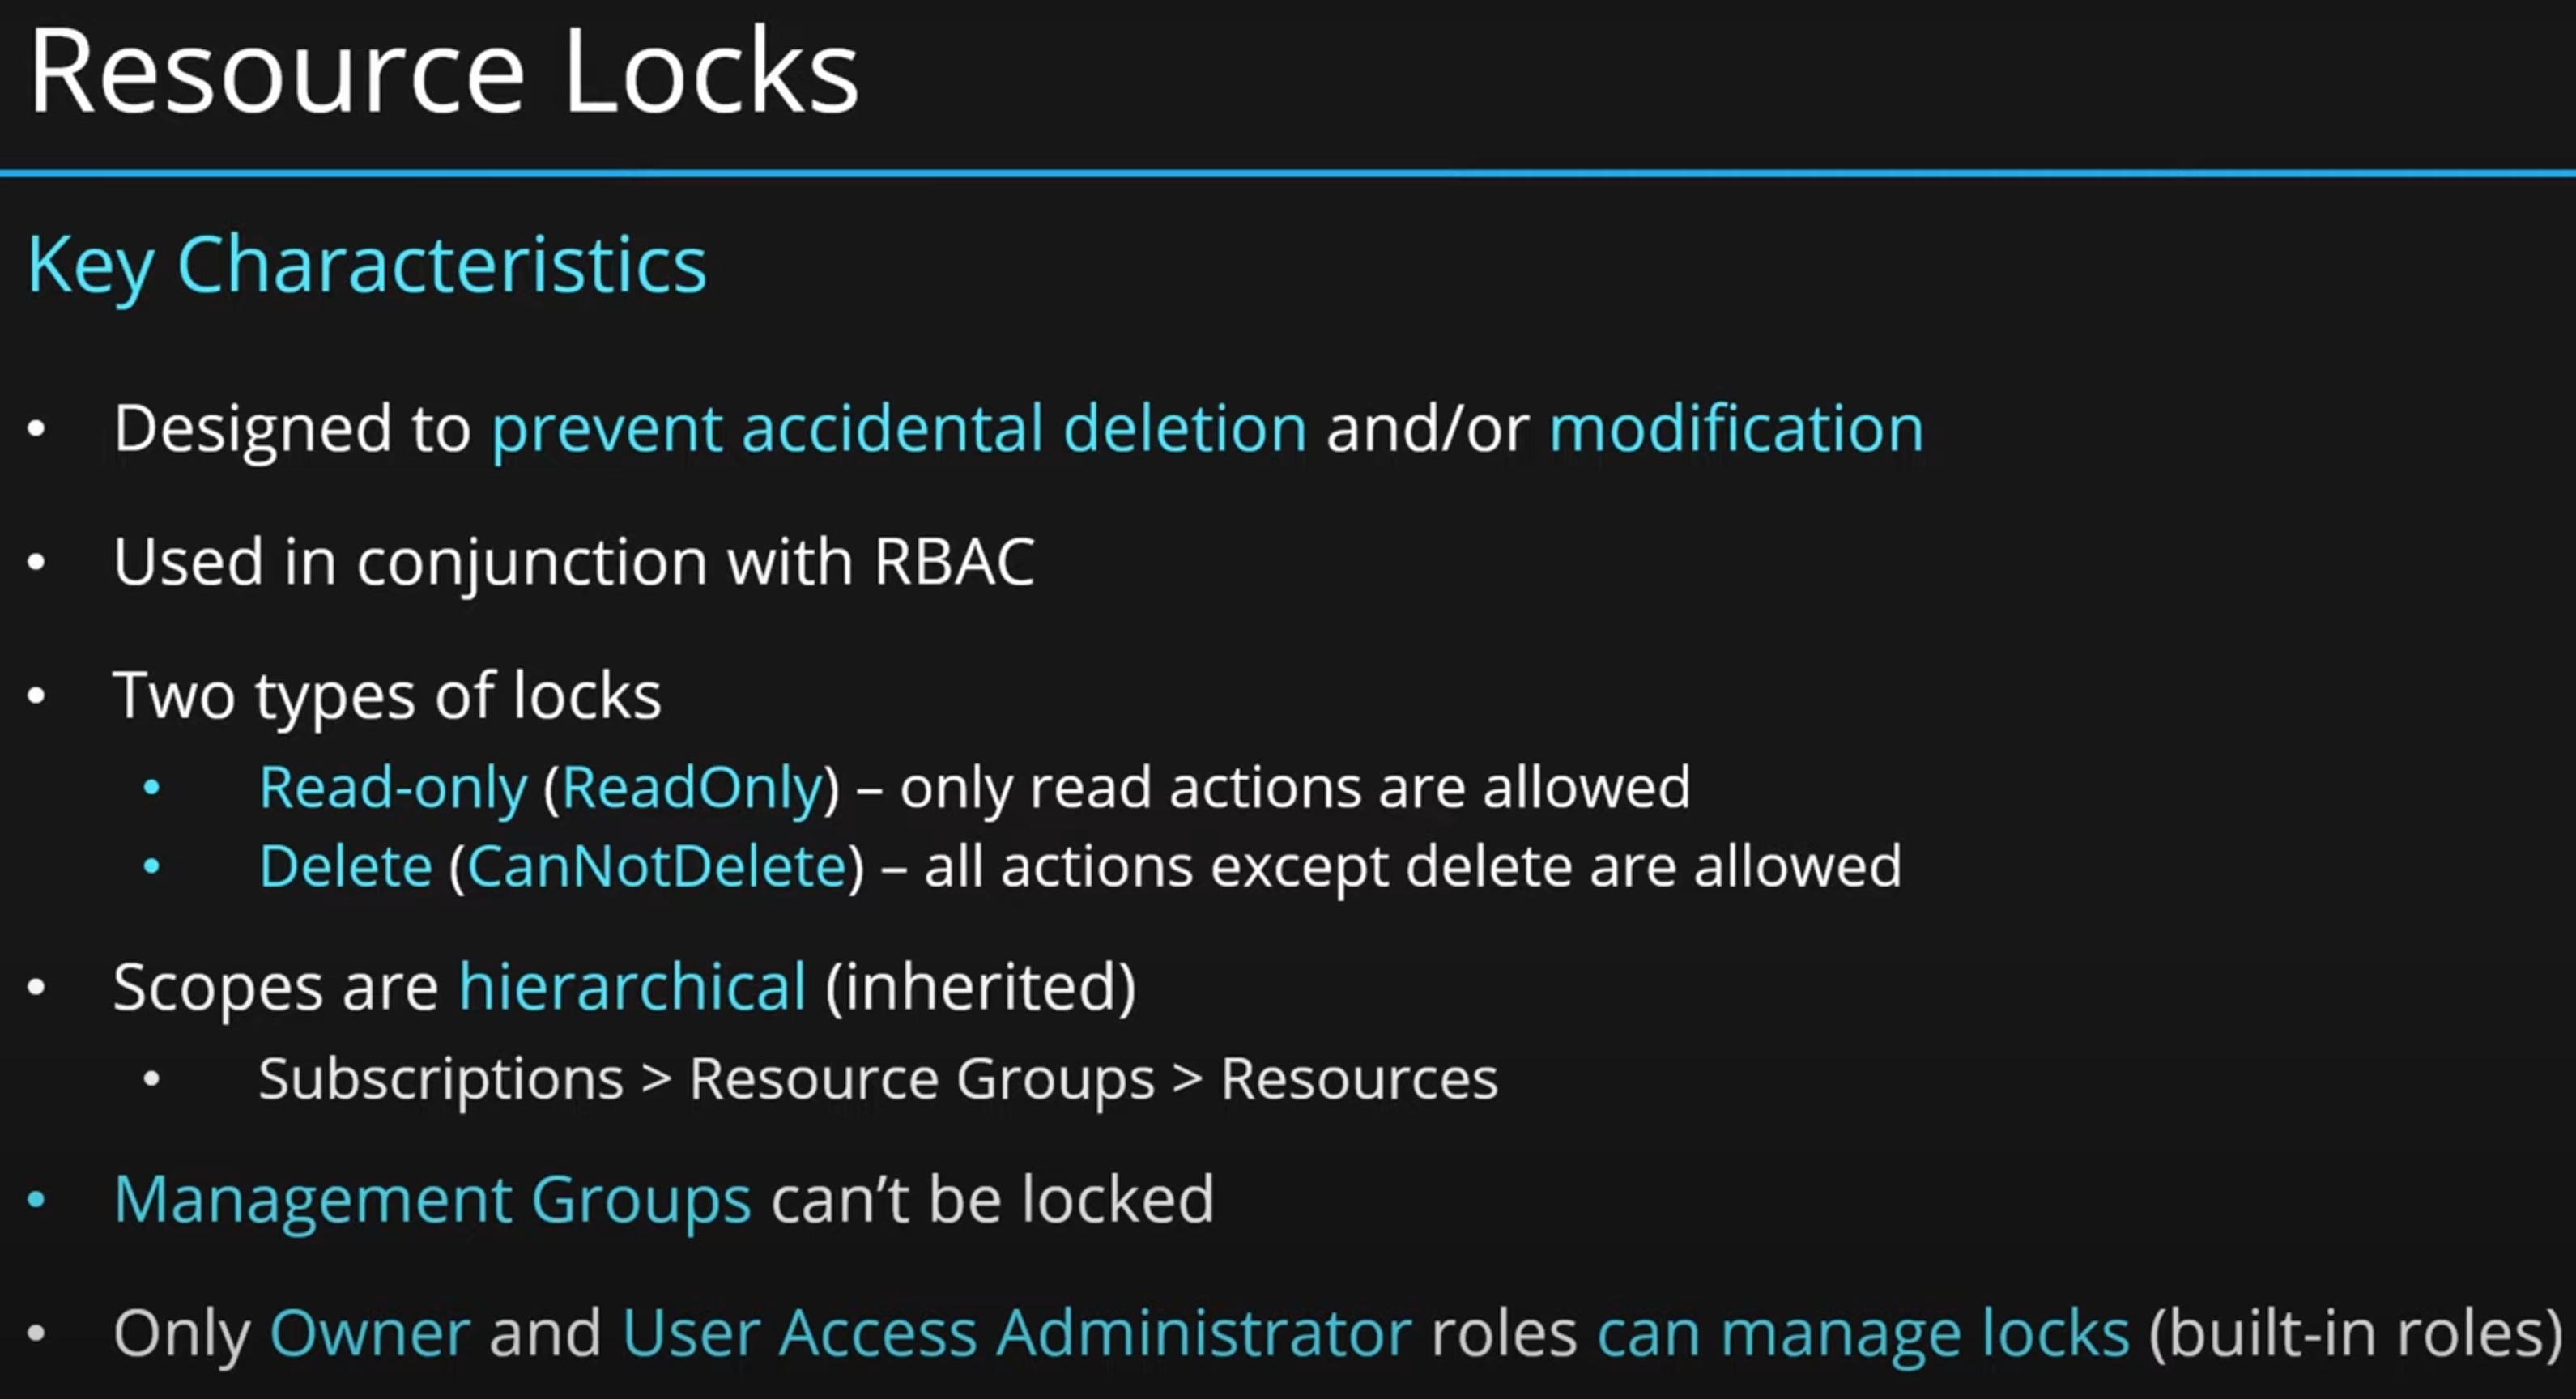 Resource Locks
Key Characteristics
• Designed to prevent accidental deletion and/or modification
• Used in conjunction with RBAC
• Two types of locks
• Read-only (ReadOnly) – only read actions are allowed
• Delete (CanNotDelete) – all actions except delete are allowed
• Scopes are hierarchical (inherited)
• Subscriptions > Resource Groups > Resources
• Management Groups can’t be locked
• Only Owner and User Access Administrator roles can manage locks (built-in roles)